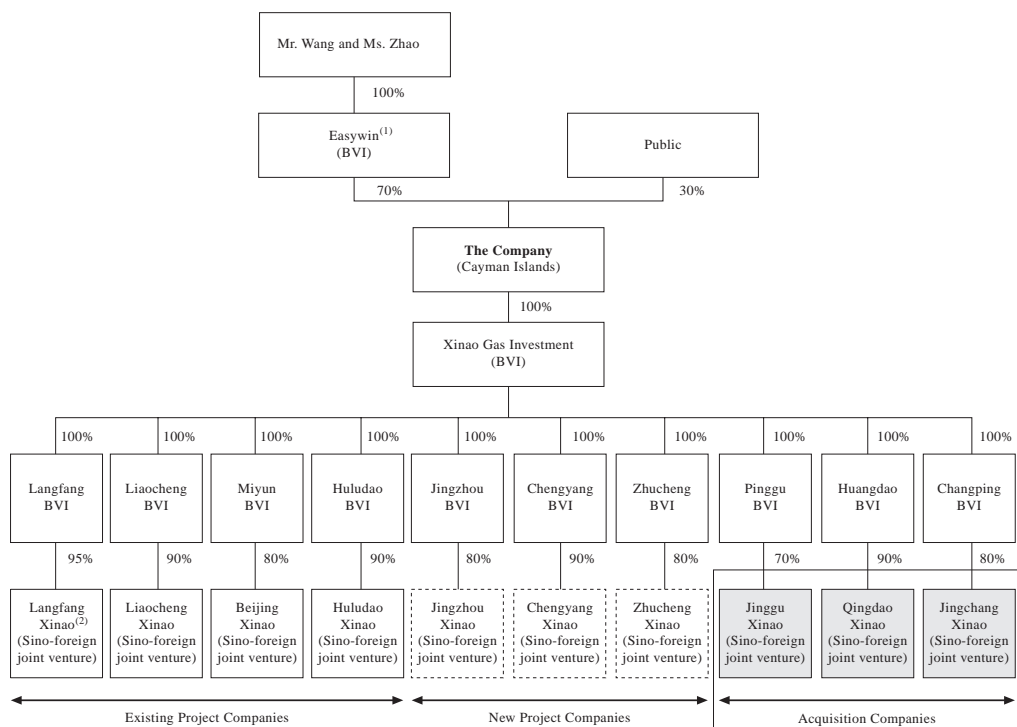 Mr. Wang and Ms. Zhao
100%
Easywin(1)
(BVI)
Public
70%
30%
The Company
(Cayman Islands)
100%
Xinao Gas Investment
(BVI)
100%
100%
100%
100%
100%
100%
100%
100%
100%
100%
Langfang
BVI
Liaocheng
BVI
Miyun
BVI
Huludao
BVI
Jingzhou
BVI
Chengyang
BVI
Zhucheng
BVI
Pinggu
BVI
Huangdao
BVI
Changping
BVI
95%
90%
80%
90%
80%
90%
80%
70%
90%
80%
Langfang
Xinao(2)
(Sino-foreign
joint venture)
Liaocheng
Xinao
(Sino-foreign
joint venture)
Beijing
Xinao
(Sino-foreign
joint venture)
Huludao
Xinao
(Sino-foreign
joint venture)
Jingzhou
Xinao
(Sino-foreign
joint venture)
Chengyang
Xinao
(Sino-foreign
joint venture)
Zhucheng
Xinao
(Sino-foreign
joint venture)
Jinggu
Xinao
(Sino-foreign
joint venture)
Qingdao
Xinao
(Sino-foreign
joint venture)
Jingchang
Xinao
(Sino-foreign
joint venture)
Existing Project Companies
New Project Companies
Acquisition Companies